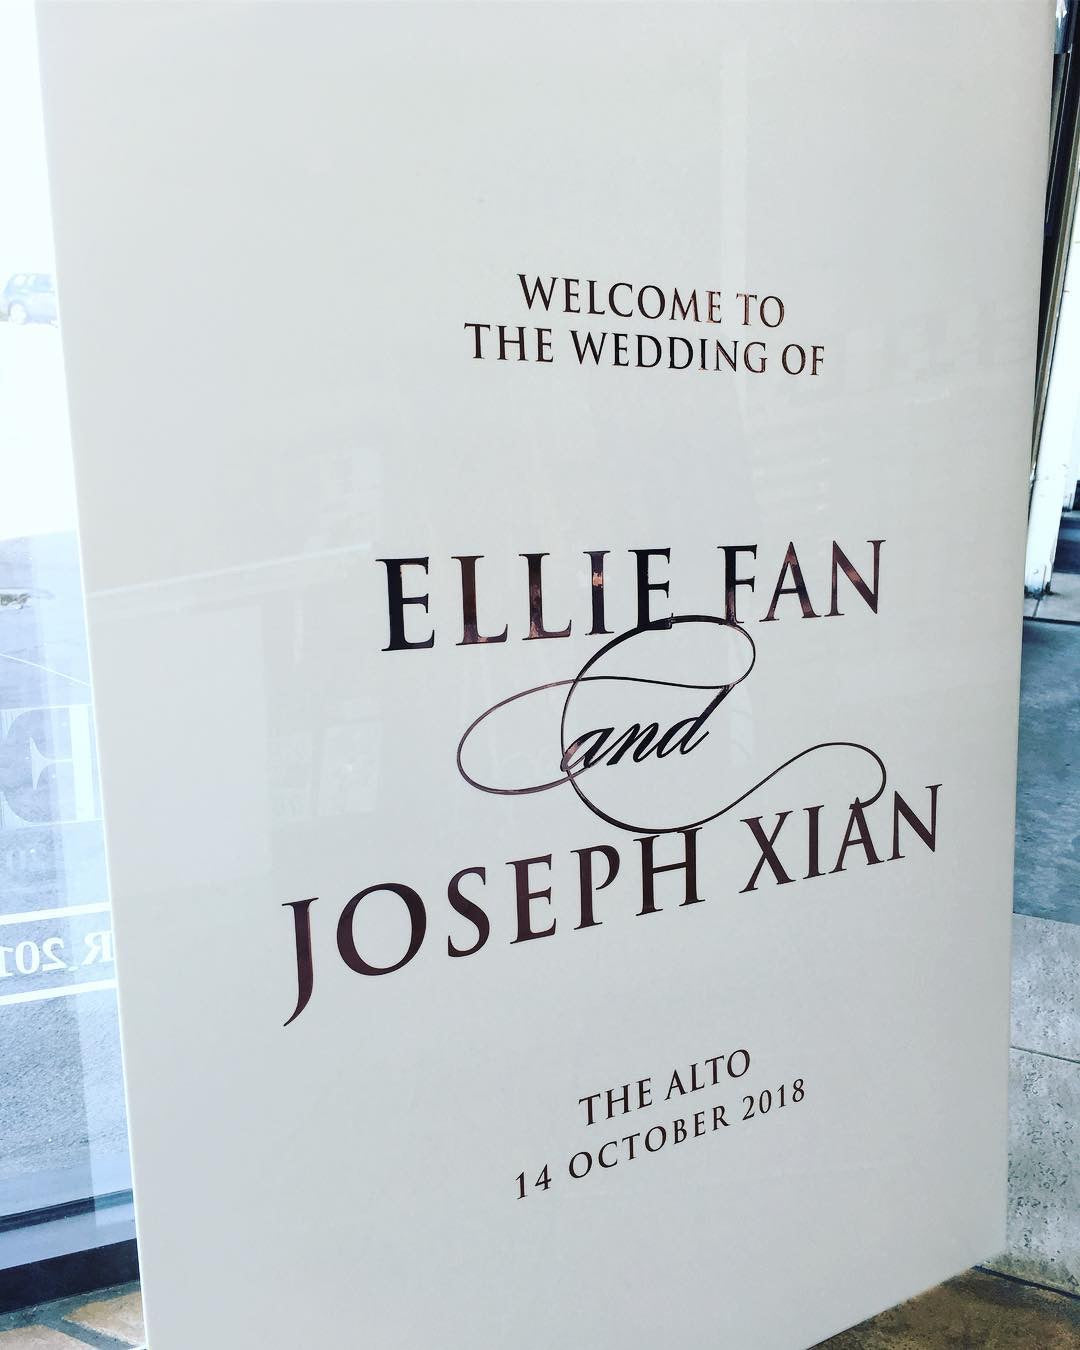 WELCOME TO
THE WEDDING OF
ELLIE FAN
and
JOSEPH XIAN
THE ALTO
14 OCTOBER 2018